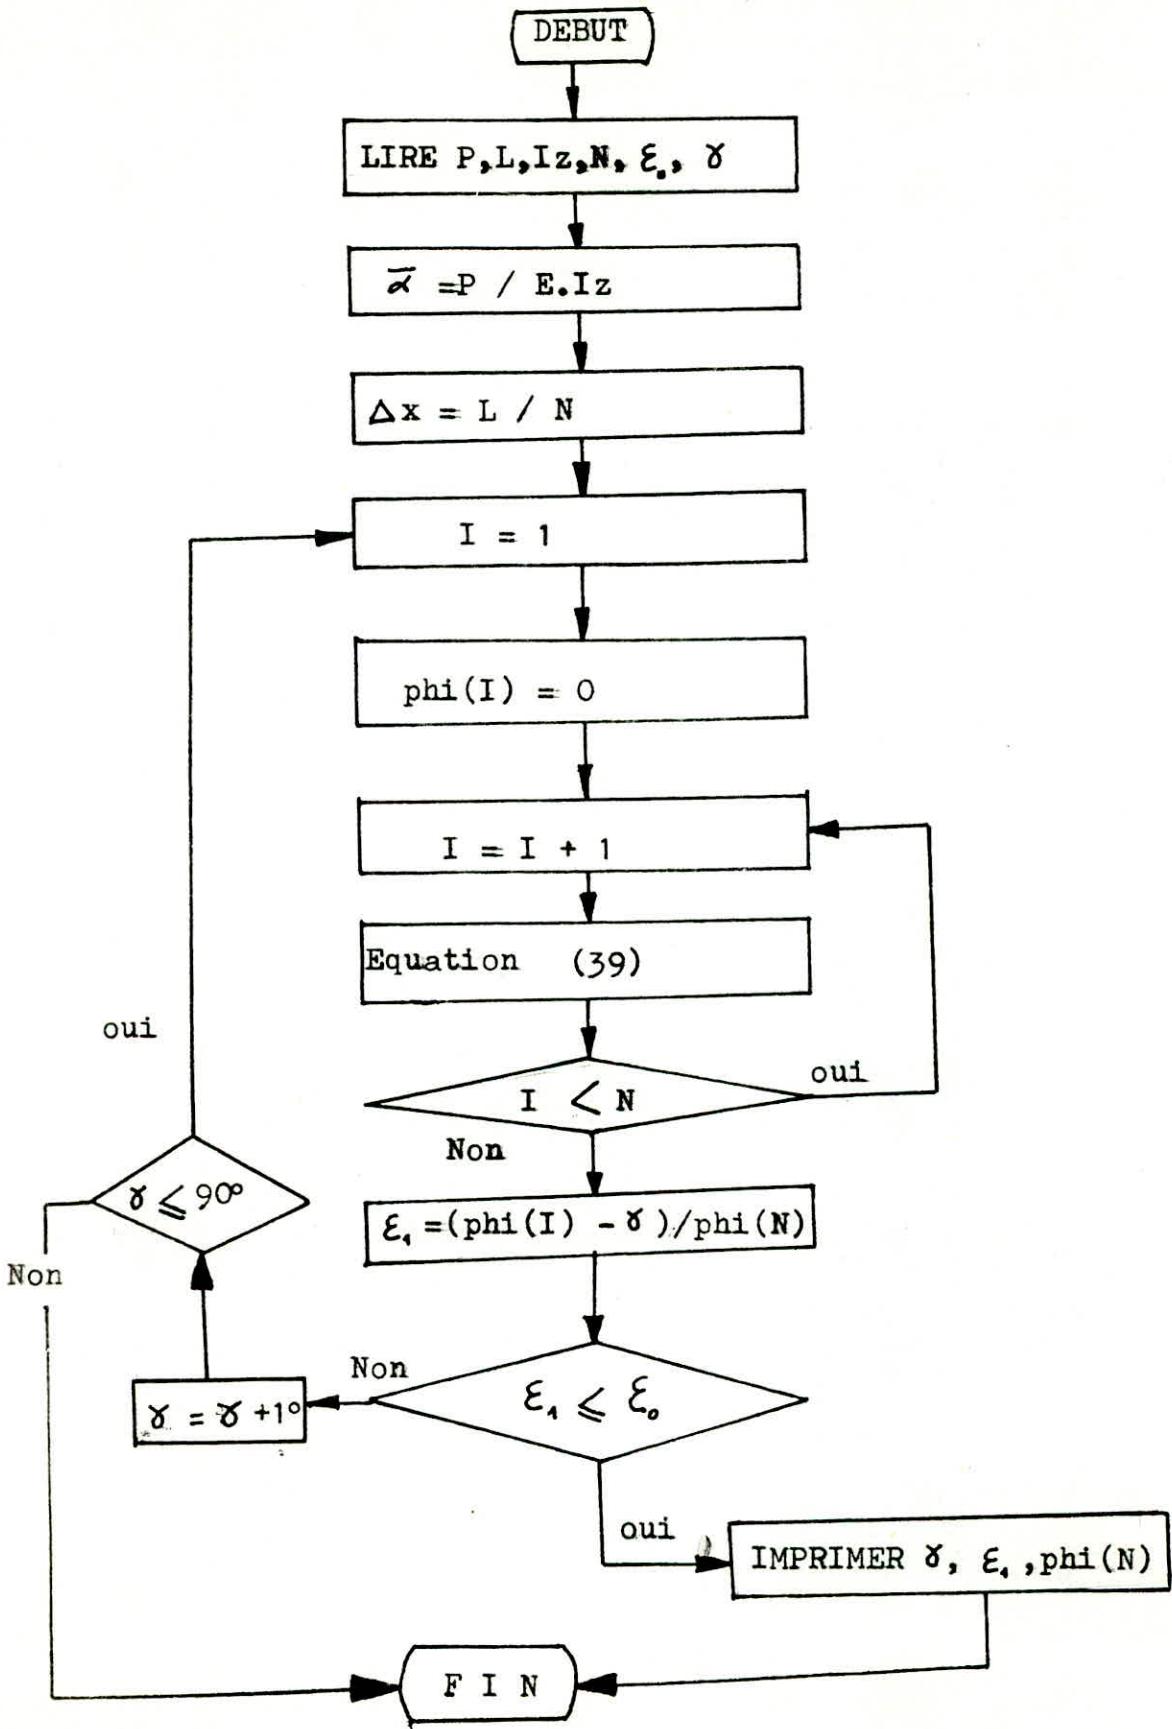 DEBUT
LIRE P,L,Iz,N, ε₀, γ
ᾱ =P / E.Iz
Δx = L / N
I = 1
phi(I) = 0
I = I + 1
Equation (39)
oui
I < N
oui
Non
γ ≤ 90°
ε₁ =(phi(I) - γ )/phi(N)
Non
Non
ε₁ ≤ ε₀
γ = γ +1°
oui
IMPRIMER γ, ε₁ ,phi(N)
F I N